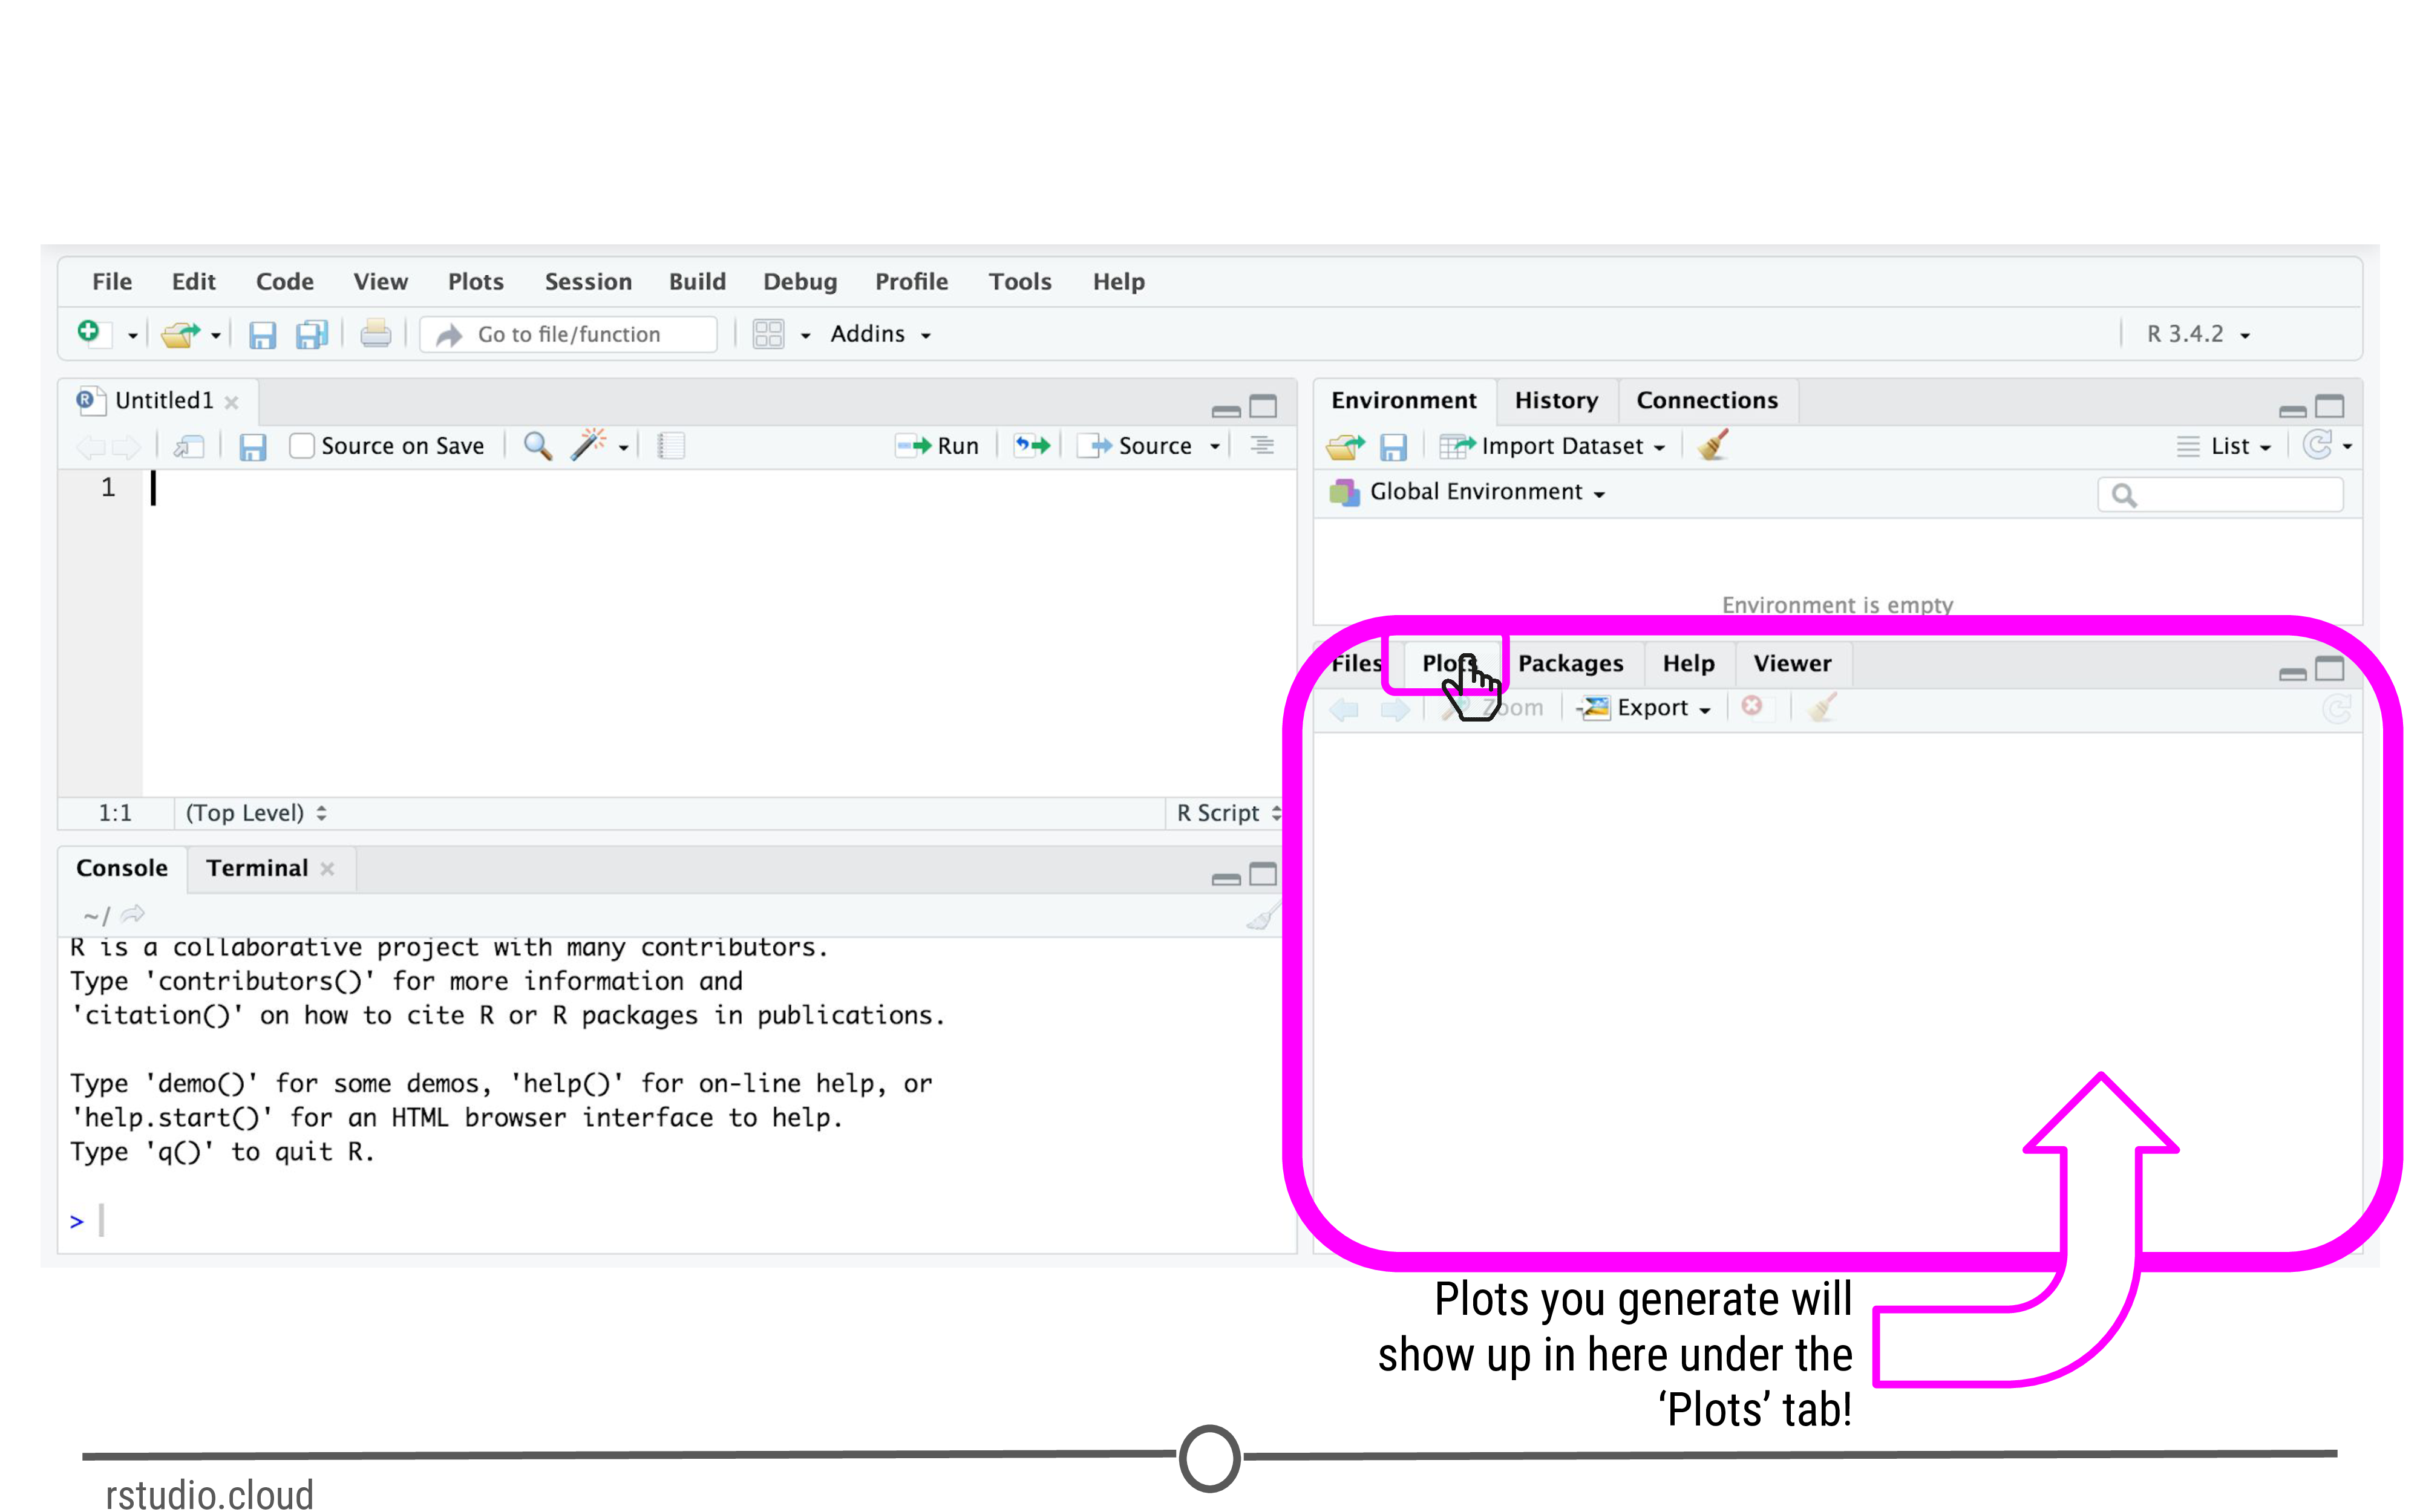 File Edit Code View Plots Session Build Debug Profile Tools Help
Go to file/function Addins R 3.4.2
Untitled1
Source on Save Run Source
1
1:1 (Top Level) R Script
Console Terminal
~/
R is a collaborative project with many contributors.
Type 'contributors()' for more information and
'citation()' on how to cite R or R packages in publications.
Type 'demo()' for some demos, 'help()' for on-line help, or
'help.start()' for an HTML browser interface to help.
Type 'q()' to quit R.
>
Environment History Connections
Import Dataset List
Global Environment
Environment is empty
Files Plots Packages Help Viewer
Zoom Export
Plots you generate will
show up in here under the
‘Plots’ tab!
rstudio.cloud